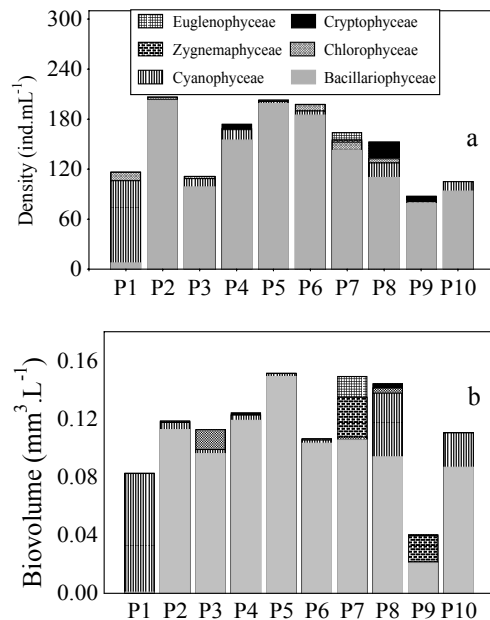 300
240
180
120
60
0
Density (ind.mL-1)
Euglenophyceae
Cryptophyceae
Zygnemaphyceae
Chlorophyceae
Cyanophyceae
Bacillariophyceae
a
P1 P2 P3 P4 P5 P6 P7 P8 P9 P10
0.16
0.12
0.08
0.04
0.00
Biovolume (mm3.L-1)
b
P1 P2 P3 P4 P5 P6 P7 P8 P9 P10